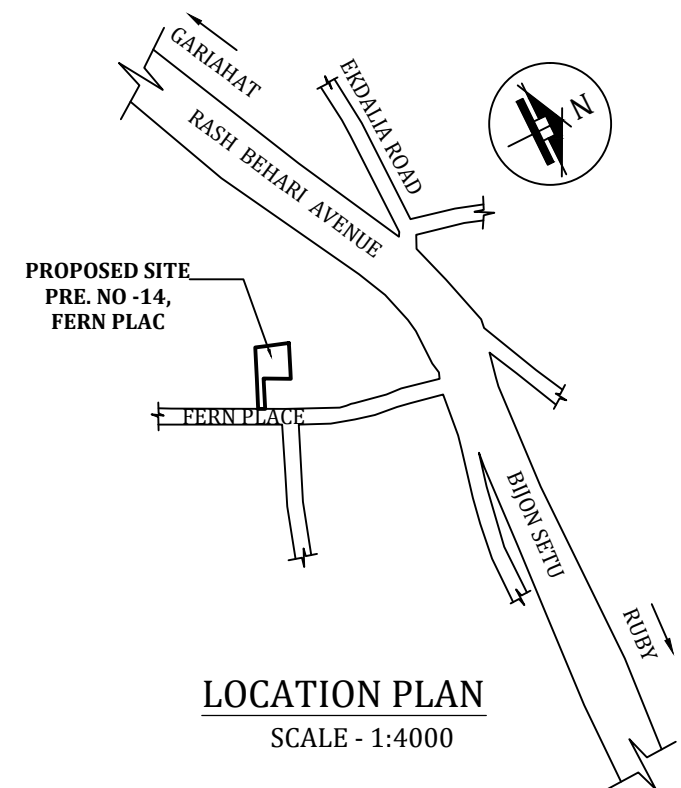 GARIAHAT
EKDALIA ROAD
N
RASH BEHARI AVENUE
PROPOSED SITE
PRE. NO -14,
FERN PLAC
FERN PLACE
BIJON SETU
RUBY
LOCATION PLAN
SCALE - 1:4000